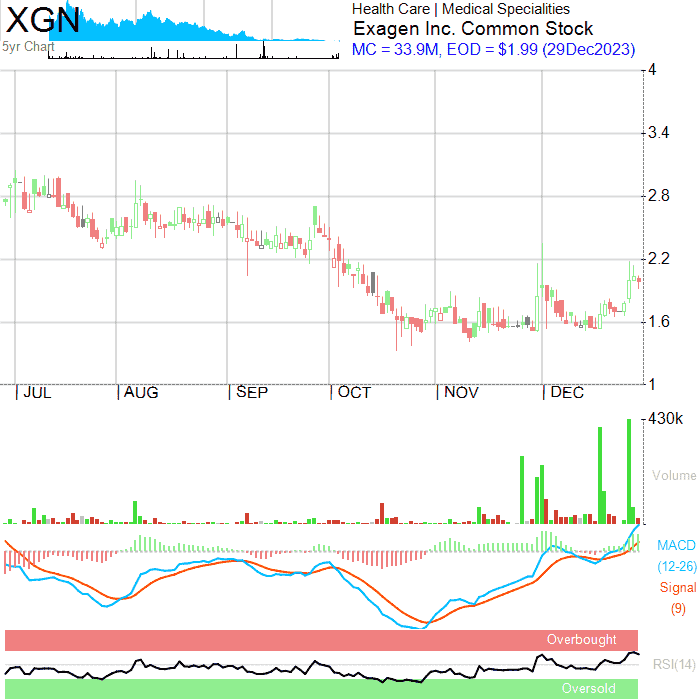 XGN
5yr Chart
Health Care | Medical Specialities
Exagen Inc. Common Stock
MC = 33.9M, EOD = $1.99 (29Dec2023)
4
3.4
2.8
2.2
1.6
1
JUL AUG SEP OCT NOV DEC
430k
Volume
MACD
(12-26)
Signal
(9)
Overbought
RSI(14)
Oversold